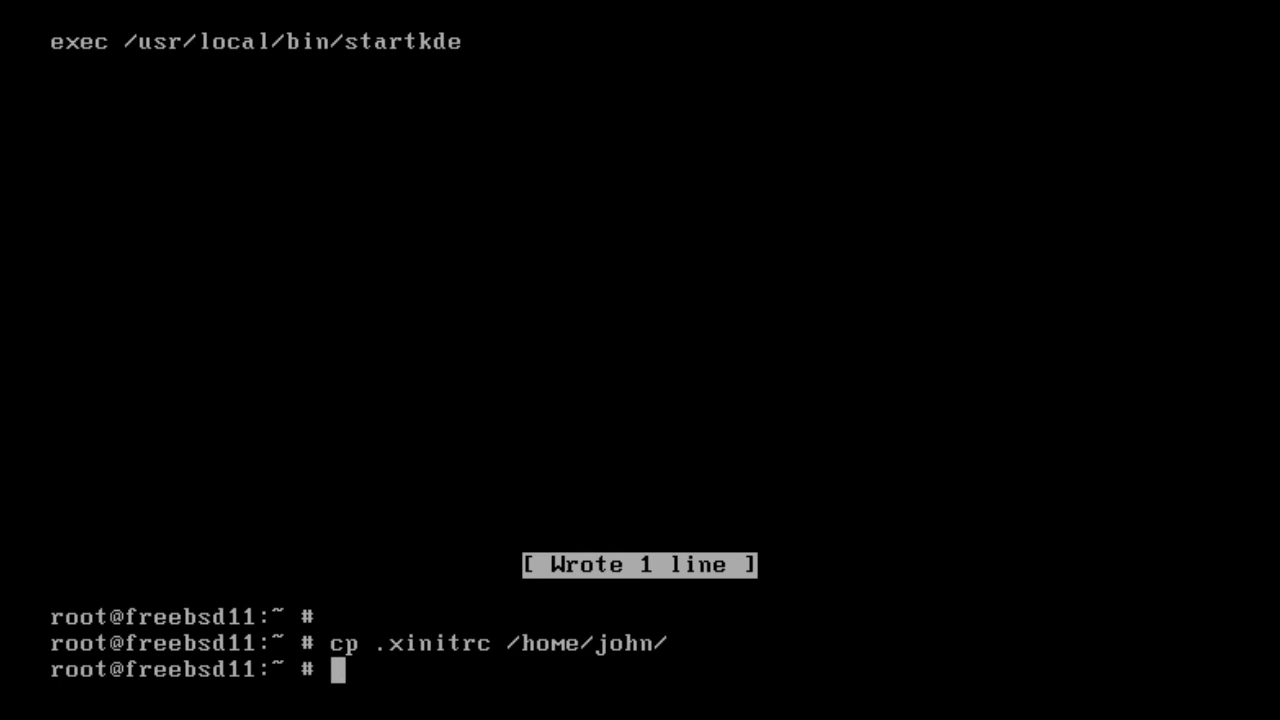 exec /usr/local/bin/startkde
[ Wrote 1 line ]
root@freebsd11:~ #
root@freebsd11:~ # cp .xinitrc /home/john/
root@freebsd11:~ #